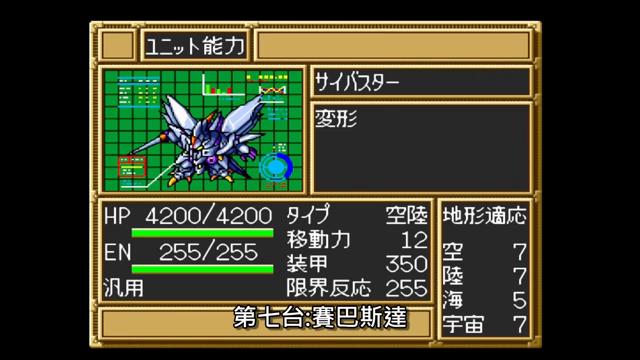 ユニット能力
サイバスター
変形
HP 4200/4200
EN 255/255
汎用
タイプ 空陸
移動力 12
装甲 350
限界反応 255
地形適応
空 7
陸 7
海 5
宇宙 7
第七台:賽巴斯達